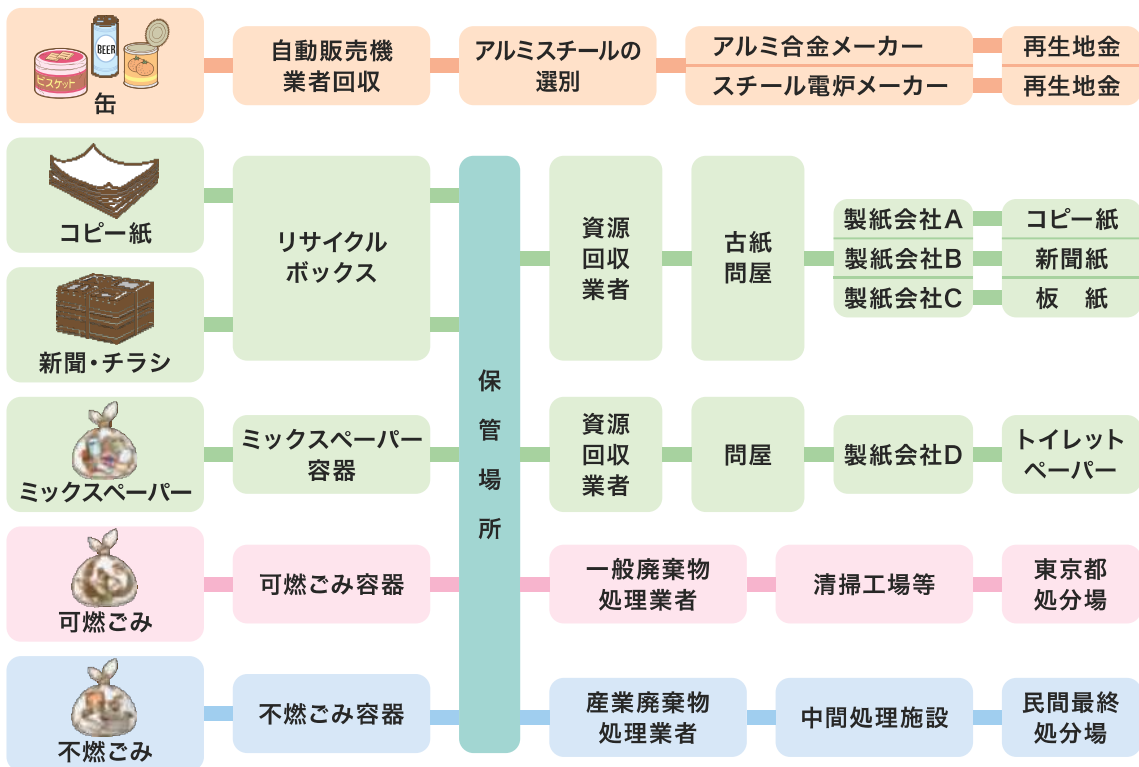 ビスケット
BEER
缶
自動販売機
業者回収
アルミスチールの
選別
アルミ合金メーカー
再生地金
スチール電炉メーカー
再生地金
コピー紙
新聞・チラシ
リサイクル
ボックス
保管場所
資源
回収
業者
古紙
問屋
製紙会社A
コピー紙
製紙会社B
新聞紙
製紙会社C
板　紙
ミックスペーパー
ミックスペーパー
容器
資源
回収
業者
問屋
製紙会社D
トイレット
ペーパー
可燃ごみ
可燃ごみ容器
一般廃棄物
処理業者
清掃工場等
東京都
処分場
不燃ごみ
不燃ごみ容器
産業廃棄物
処理業者
中間処理施設
民間最終
処分場